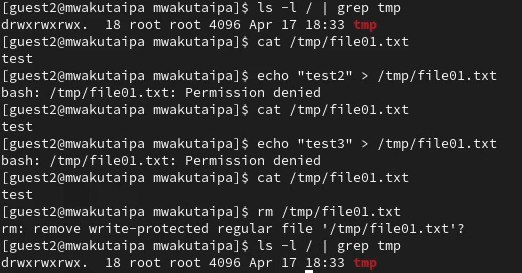 [guest2@mwakutaipa mwakutaipa]$ ls -l / | grep tmp
drwxrwxrwx.  18 root root 4096 Apr 17 18:33 tmp
[guest2@mwakutaipa mwakutaipa]$ cat /tmp/file01.txt
test
[guest2@mwakutaipa mwakutaipa]$ echo "test2" > /tmp/file01.txt
bash: /tmp/file01.txt: Permission denied
[guest2@mwakutaipa mwakutaipa]$ cat /tmp/file01.txt
test
[guest2@mwakutaipa mwakutaipa]$ echo "test3" > /tmp/file01.txt
bash: /tmp/file01.txt: Permission denied
[guest2@mwakutaipa mwakutaipa]$ cat /tmp/file01.txt
test
[guest2@mwakutaipa mwakutaipa]$ rm /tmp/file01.txt
rm: remove write-protected regular file '/tmp/file01.txt'?
[guest2@mwakutaipa mwakutaipa]$ ls -l / | grep tmp
drwxrwxrwx.  18 root root 4096 Apr 17 18:33 tmp